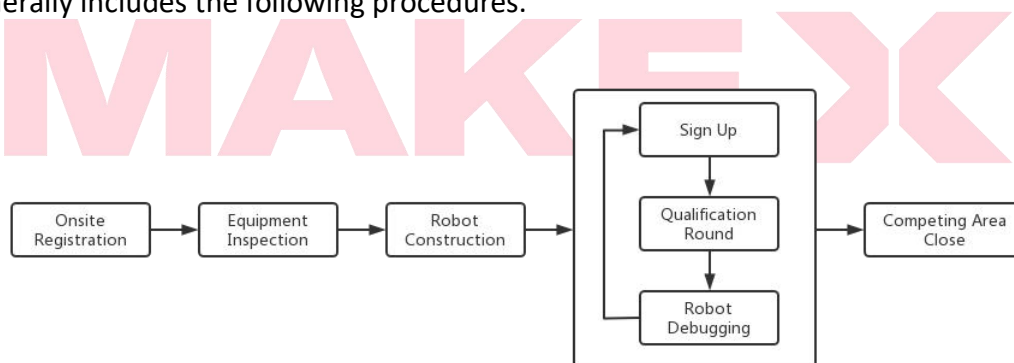 nerally includes the following procedures.
MAKEX
Onsite
Registration
Equipment
Inspection
Robot
Construction
Sign Up
Qualification
Round
Robot
Debugging
Competing Area
Close